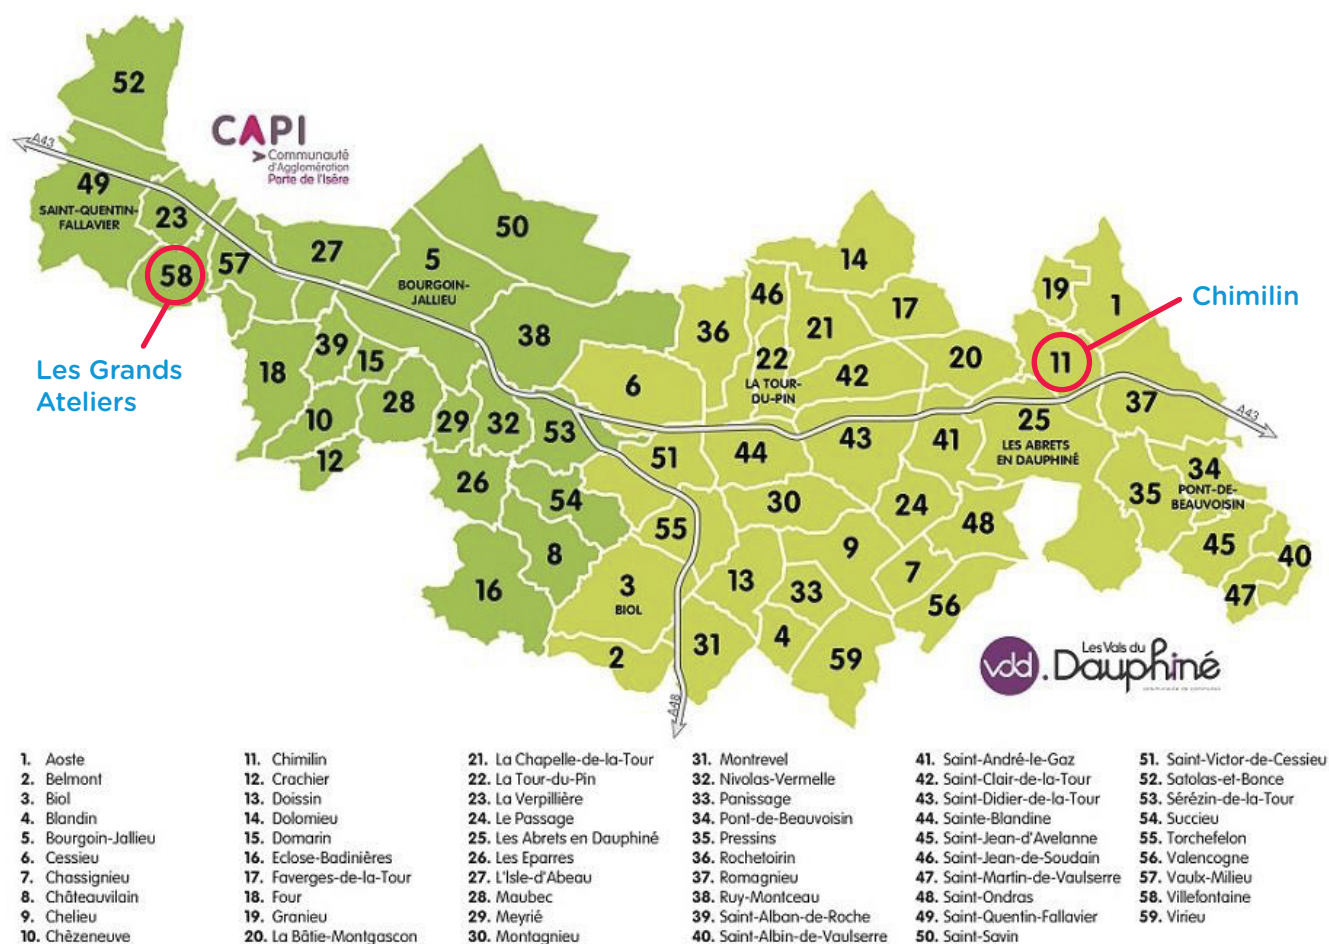 52
CAPI
Communauté
d'Agglomération
Porte de l'Isère
A43
49
SAINT-QUENTIN-
FALLAVIER
23
58
57
27
5
BOURGOIN-
JALLIEU
50
38
14
46
17
21
36
22
LA TOUR-
DU-PIN
42
20
19
1
Chimilin
11
37
A43
Les Grands
Ateliers
18
39
15
10
28
12
29
32
53
6
51
44
43
41
25
LES ABRETS
EN DAUPHINÉ
34
PONT-DE-
BEAUVOISIN
35
45
40
47
26
54
55
30
24
48
8
16
3
BIOL
13
9
7
33
56
2
31
4
59
A48
vdd
Les Vals du
Dauphiné
1. Aoste
2. Belmont
3. Biol
4. Blandin
5. Bourgoin-Jallieu
6. Cessieu
7. Chassignieu
8. Châteauvilain
9. Chelieu
10. Chèzeneuve
11. Chimilin
12. Crachier
13. Doissin
14. Dolomieu
15. Domarin
16. Eclose-Badinières
17. Faverges-de-la-Tour
18. Four
19. Granieu
20. La Bâtie-Montgascon
21. La Chapelle-de-la-Tour
22. La Tour-du-Pin
23. La Verpillière
24. Le Passage
25. Les Abrets en Dauphiné
26. Les Eparres
27. L'Isle-d'Abeau
28. Maubec
29. Meyrié
30. Montagnieu
31. Montrevel
32. Nivolas-Vermelle
33. Panissage
34. Pont-de-Beauvoisin
35. Pressins
36. Rochetoirin
37. Romagnieu
38. Ruy-Montceau
39. Saint-Alban-de-Roche
40. Saint-Albin-de-Vaulserre
41. Saint-André-le-Gaz
42. Saint-Clair-de-la-Tour
43. Saint-Didier-de-la-Tour
44. Sainte-Blandine
45. Saint-Jean-d'Avelanne
46. Saint-Jean-de-Soudain
47. Saint-Martin-de-Vaulserre
48. Saint-Ondras
49. Saint-Quentin-Fallavier
50. Saint-Savin
51. Saint-Victor-de-Cessieu
52. Satolas-et-Bonce
53. Sérézin-de-la-Tour
54. Succieu
55. Torchefelon
56. Valencogne
57. Vaulx-Milieu
58. Villefontaine
59. Virieu